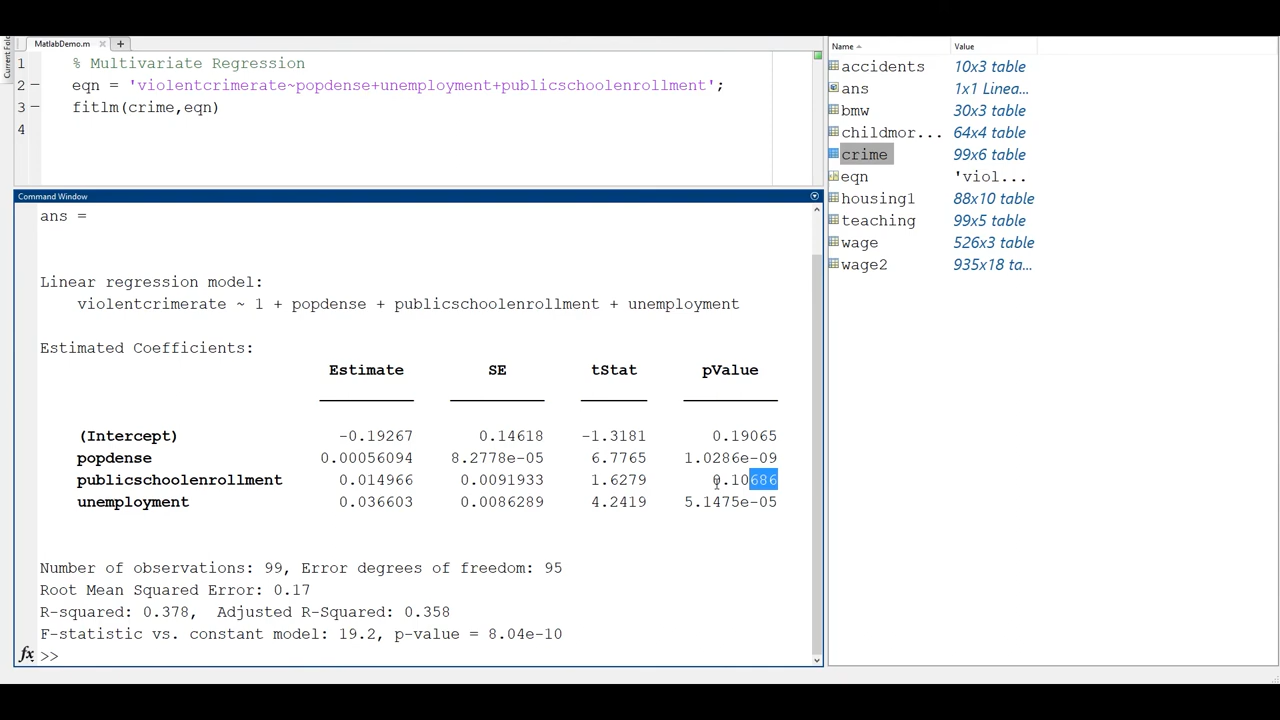 Current Fol
MatlabDemo.m
1 % Multivariate Regression
2 eqn = 'violentcrimerate~popdense+unemployment+publicschoolenrollment';
3 fitlm(crime,eqn)
4
Command Window
ans =
Linear regression model:
violentcrimerate ~ 1 + popdense + publicschoolenrollment + unemployment
Estimated Coefficients:
Estimate SE tStat pValue
(Intercept) -0.19267 0.14618 -1.3181 0.19065
popdense 0.00056094 8.2778e-05 6.7765 1.0286e-09
publicschoolenrollment 0.014966 0.0091933 1.6279 0.10686
unemployment 0.036603 0.0086289 4.2419 5.1475e-05
Number of observations: 99, Error degrees of freedom: 95
Root Mean Squared Error: 0.17
R-squared: 0.378, Adjusted R-Squared: 0.358
F-statistic vs. constant model: 19.2, p-value = 8.04e-10
fx >>
Name Value
accidents 10x3 table
ans 1x1 Linea...
bmw 30x3 table
childmor... 64x4 table
crime 99x6 table
eqn 'viol...
housing1 88x10 table
teaching 99x5 table
wage 526x3 table
wage2 935x18 ta...